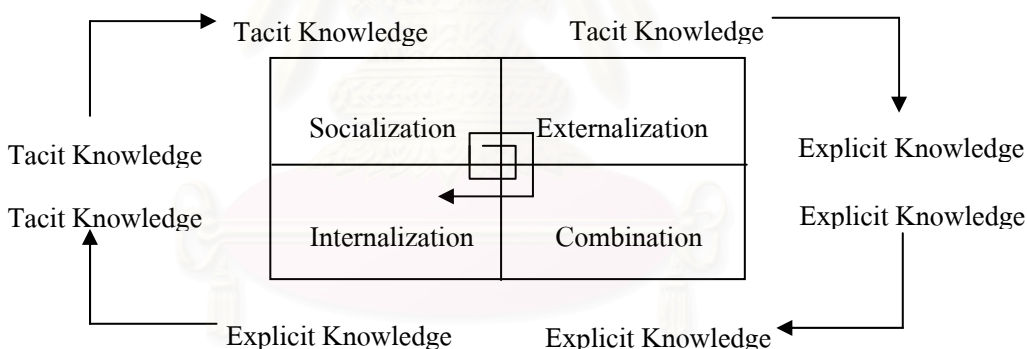 Tacit Knowledge Tacit Knowledge
Socialization Externalization
Tacit Knowledge Explicit Knowledge
Tacit Knowledge Explicit Knowledge
Internalization Combination
Explicit Knowledge Explicit Knowledge